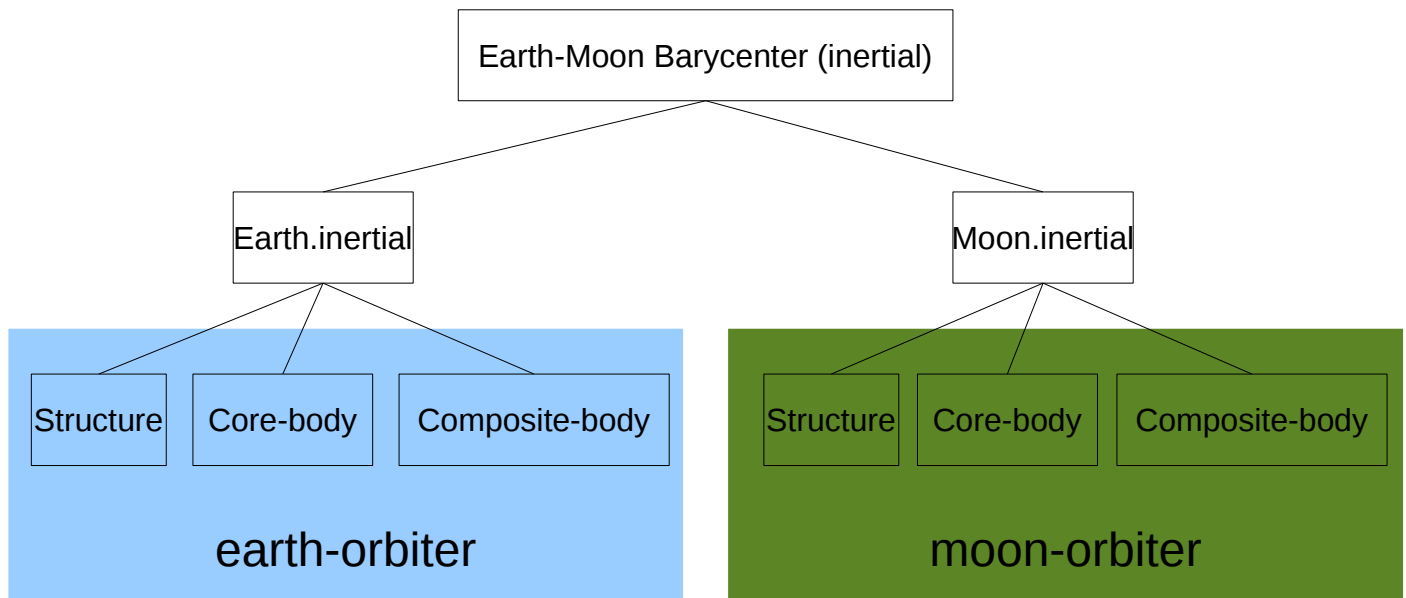 Earth-Moon Barycenter (inertial)
Earth.inertial
Moon.inertial
Structure
Core-body
Composite-body
Structure
Core-body
Composite-body
earth-orbiter
moon-orbiter